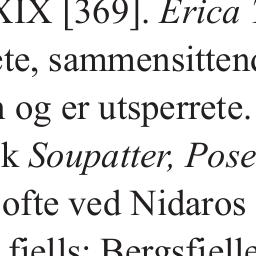 XIX [369]. Erica
ete, sammensittend
og er utsperrete.
k Soupatter, Pose
ofte ved Nidaros
fjells: Bergsfjelle